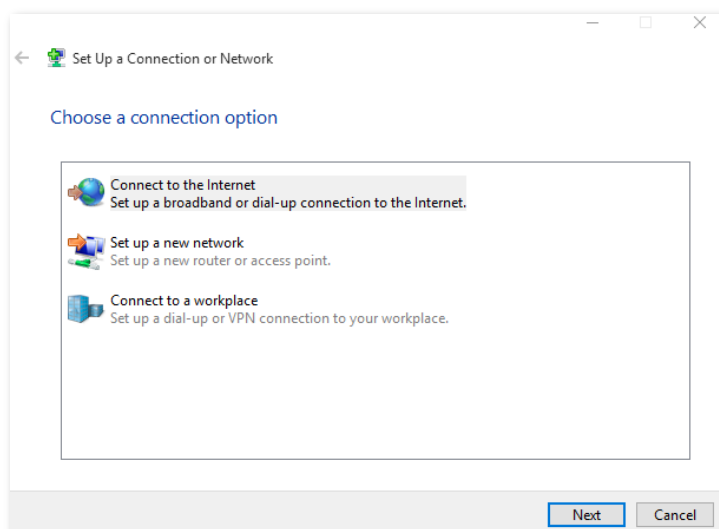 Set Up a Connection or Network
Choose a connection option
Connect to the Internet
Set up a broadband or dial-up connection to the Internet.
Set up a new network
Set up a new router or access point.
Connect to a workplace
Set up a dial-up or VPN connection to your workplace.
Next Cancel